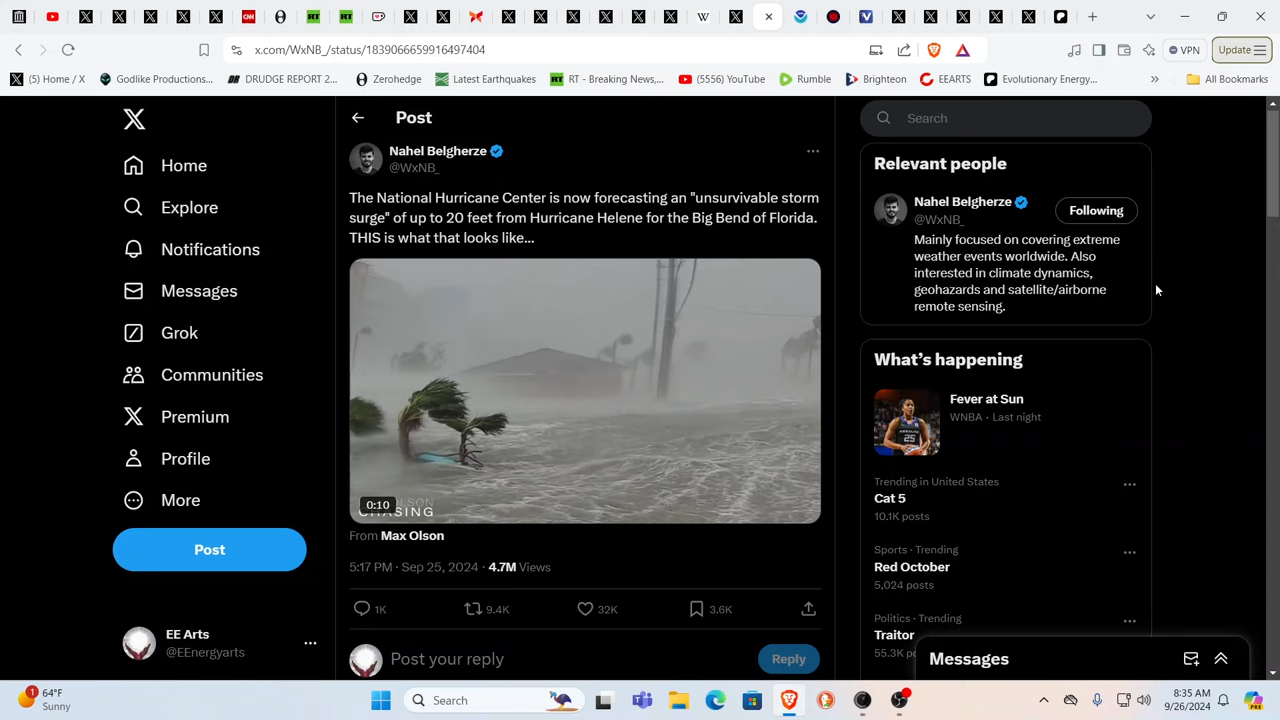 CNN
RT
RT
W
V
x.com/WxNB_/status/1839066659916497404
VPN
Update
(5) Home / X
Godlike Productions...
DRUDGE REPORT 2...
Zerohedge
Latest Earthquakes
RT - Breaking News,...
(5556) YouTube
Rumble
Brighteon
EEARTS
Evolutionary Energy...
All Bookmarks
Home
Explore
Notifications
Messages
Grok
Communities
Premium
Profile
More
Post
EE Arts
@EEnergyarts
Post
Nahel Belgherze
@WxNB_
The National Hurricane Center is now forecasting an "unsurvivable storm
surge" of up to 20 feet from Hurricane Helene for the Big Bend of Florida.
THIS is what that looks like...
0:10
OLSON
CHASING
From Max Olson
5:17 PM · Sep 25, 2024 · 4.7M Views
1K
9.4K
32K
3.6K
Post your reply
Reply
Search
Relevant people
Nahel Belgherze
@WxNB_
Following
Mainly focused on covering extreme
weather events worldwide. Also
interested in climate dynamics,
geohazards and satellite/airborne
remote sensing.
What's happening
Fever at Sun
WNBA · Last night
Trending in United States
Cat 5
10.1K posts
Sports · Trending
Red October
5,024 posts
Politics · Trending
Traitor
55.3K
Messages
1
64°F
Sunny
Search
8:35 AM
9/26/2024
PRE